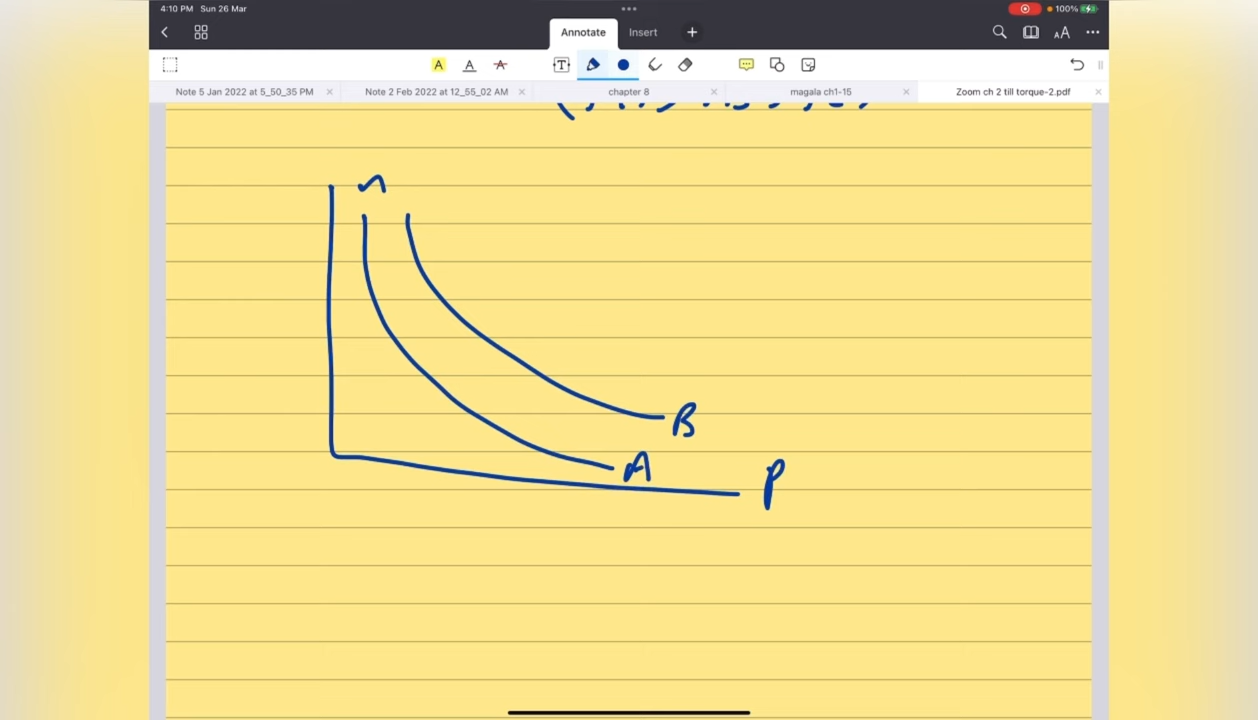 4:10 PM Sun 26 Mar
100%
Annotate Insert
Note 5 Jan 2022 at 5_50_35 PM
Note 2 Feb 2022 at 12_55_02 AM
chapter 8
magala ch1-15
Zoom ch 2 till torque-2.pdf
B
A
P